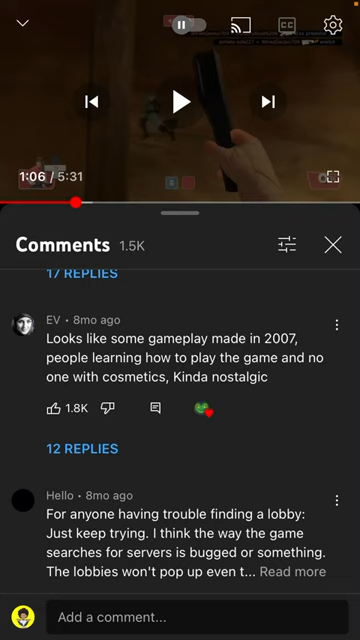 CC
1:06 / 5:31
Comments 1.5K
17 REPLIES
EV • 8mo ago
Looks like some gameplay made in 2007,
people learning how to play the game and no
one with cosmetics, Kinda nostalgic
1.8K
12 REPLIES
Hello • 8mo ago
For anyone having trouble finding a lobby:
Just keep trying. I think the way the game
searches for servers is bugged or something.
The lobbies won't pop up even t... Read more
Add a comment...